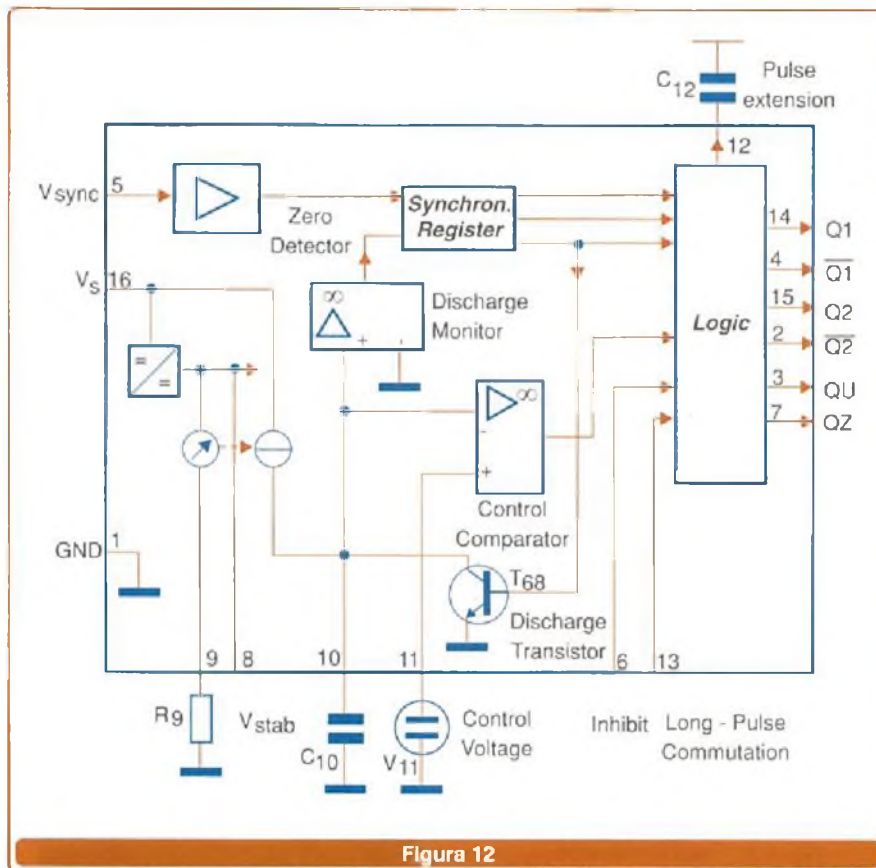 C12
Pulse
extension
12
Vsync
5
Zero
Detector
Synchron.
Register
14
Q1
4
Q1
15
Q2
2
Q2
3
QU
7
QZ
Logic
VS
16
∞
+
-
Discharge
Monitor
=
=
∞
-
+
Control
Comparator
GND
1
T68
Discharge
Transistor
9
8
10
11
6
13
R9
Vstab
C10
V11
Control
Voltage
Inhibit
Long - Pulse
Commutation
Figura 12